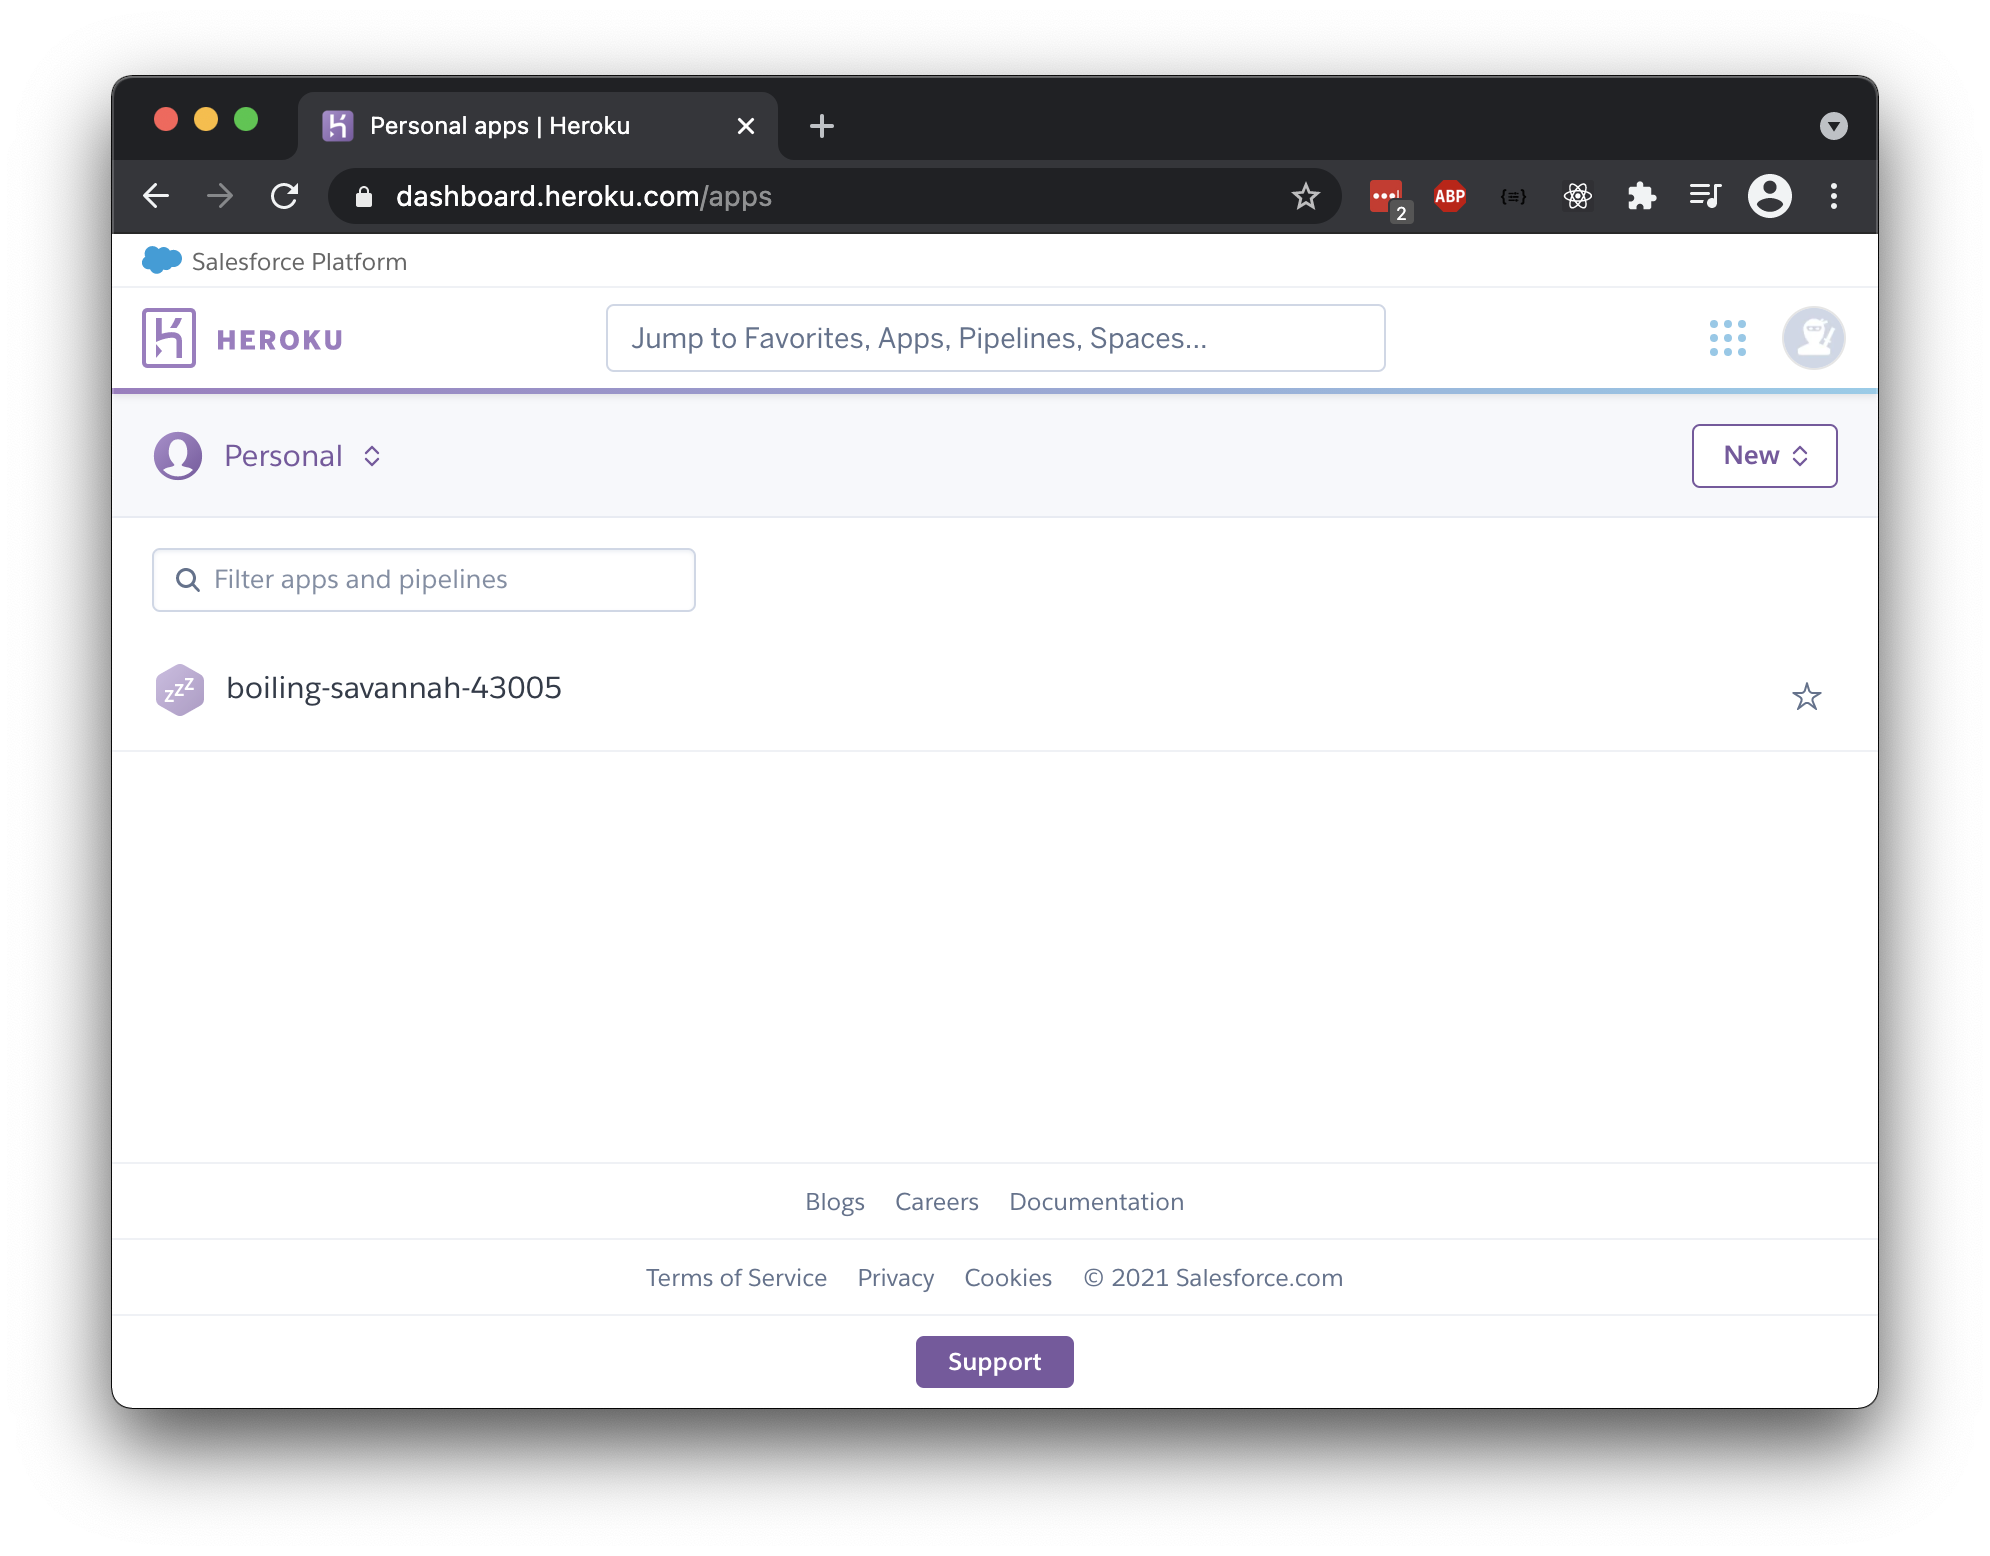 Personal apps | Heroku
dashboard.heroku.com/apps
2
ABP
Salesforce Platform
HEROKU
Jump to Favorites, Apps, Pipelines, Spaces...
Personal
New
Filter apps and pipelines
zzz
boiling-savannah-43005
Blogs Careers Documentation
Terms of Service Privacy Cookies © 2021 Salesforce.com
Support